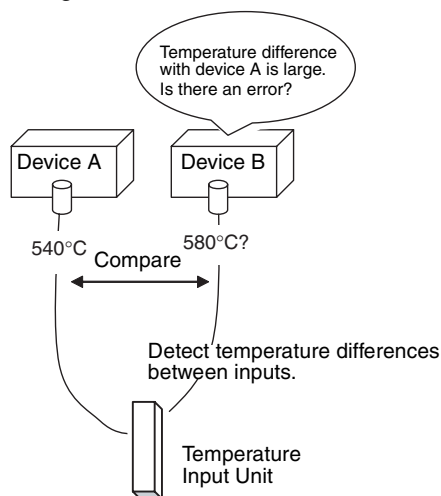 Temperature difference
with device A is large.
Is there an error?
Device A
Device B
540°C
580°C?
Compare
Detect temperature differences
between inputs.
Temperature
Input Unit